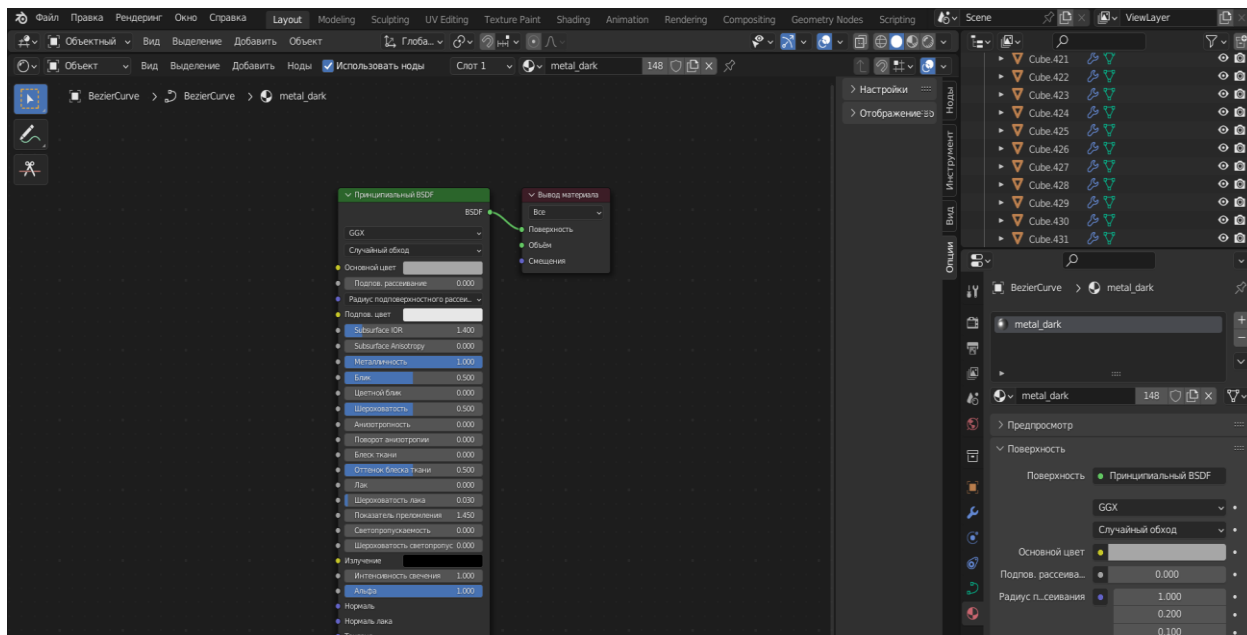 Файл Правка Рендеринг Окно Справка Layout Modeling Sculpting UV Editing Texture Paint Shading Animation Rendering Compositing Geometry Nodes Scripting Scene ViewLayer
Объектный Вид Выделение Добавить Объект Глоба...
Объект Вид Выделение Добавить Ноды Использовать ноды Слот 1 metal_dark 148
BezierCurve > BezierCurve > metal_dark
Настройки
Отображение
Ноды
Инструмент
Вид
Опции
Принципиальный BSDF
BSDF
GGX
Случайный обход
Основной цвет
Подпов. рассеивание 0.000
Радиус подповерхностного рассеи...
Подпов. цвет
Subsurface IOR 1.400
Subsurface Anisotropy 0.000
Металличность 1.000
Блик 0.500
Цветной блик 0.000
Шероховатость 0.500
Анизотропность 0.000
Поворот анизотропии 0.000
Блеск ткани 0.000
Оттенок блеска ткани 0.500
Лак 0.000
Шероховатость лака 0.030
Показатель преломления 1.450
Светопропускаемость 0.000
Шероховатость светопропус 0.000
Излучение
Интенсивность свечения 1.000
Альфа 1.000
Нормаль
Нормаль лака
Вывод материала
Все
Поверхность
Объём
Смещения
Cube.421
Cube.422
Cube.423
Cube.424
Cube.425
Cube.426
Cube.427
Cube.428
Cube.429
Cube.430
Cube.431
BezierCurve > metal_dark
metal_dark
metal_dark 148
Предпросмотр
Поверхность
Поверхность Принципиальный BSDF
GGX
Случайный обход
Основной цвет
Подпов. рассеива... 0.000
Радиус п..сеивания 1.000
0.200
0.100